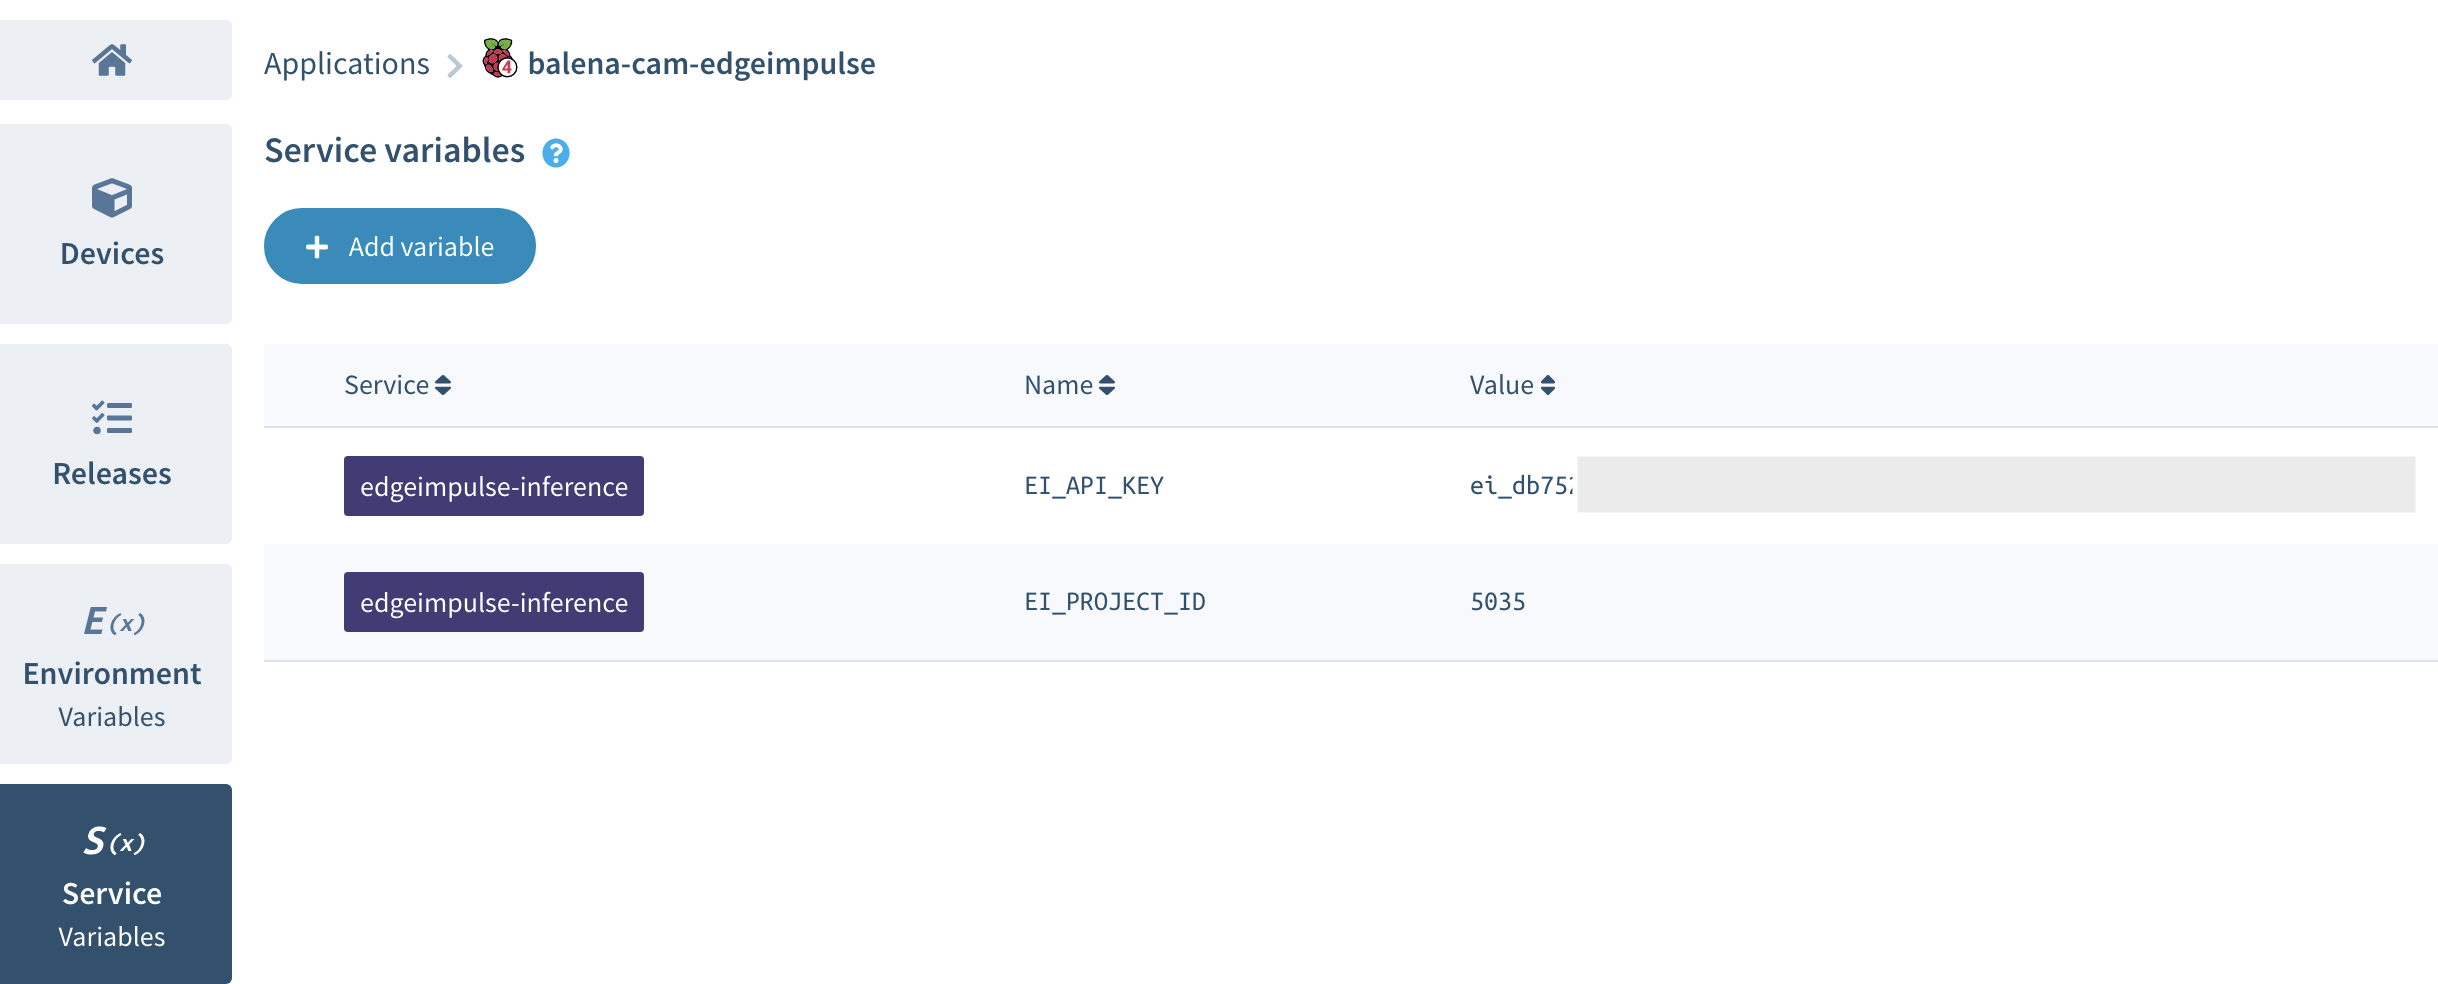 Applications > balena-cam-edgeimpulse
Service variables ?
+ Add variable
Devices
Releases
E(x)
Environment
Variables
S(x)
Service
Variables
Service Name Value
edgeimpulse-inference EI_API_KEY ei_db75
edgeimpulse-inference EI_PROJECT_ID 5035